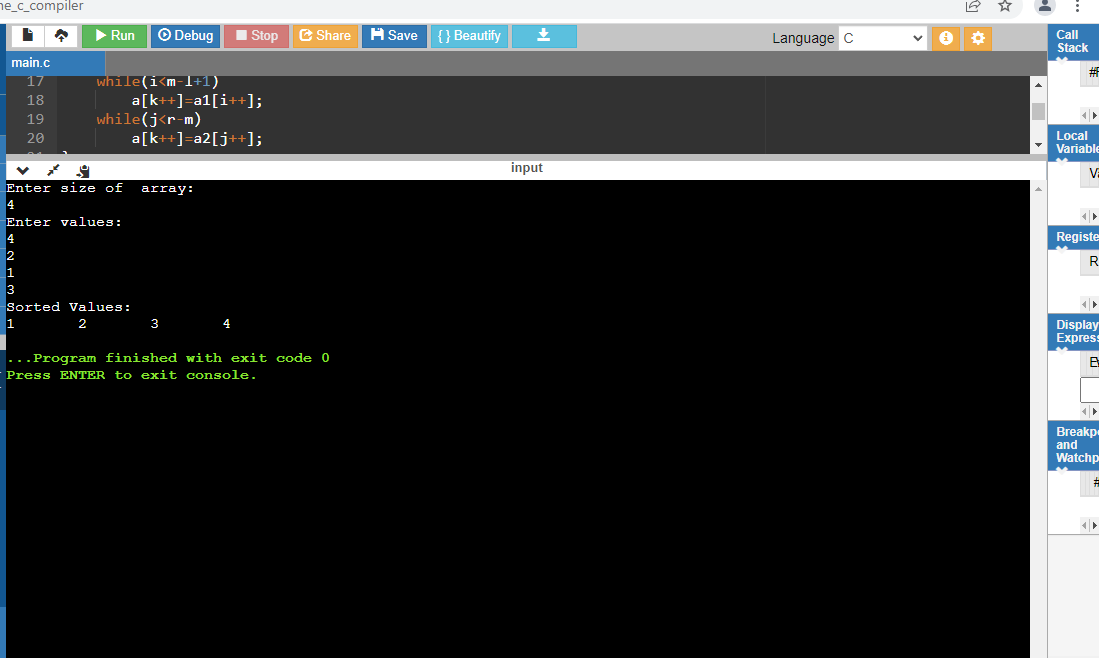 ne_c_compiler
Run Debug Stop Share Save { } Beautify Language C
main.c
17 while(i<m-l+1)
18 a[k++]=a1[i++];
19 while(j<r-m)
20 a[k++]=a2[j++];
input
Enter size of  array:
4
Enter values:
4
2
1
3
Sorted Values:
1 2 3 4
...Program finished with exit code 0
Press ENTER to exit console.
Call
Stack
Local
Variable
Registe
R
Display
Express
Breakpo
and
Watchp
#